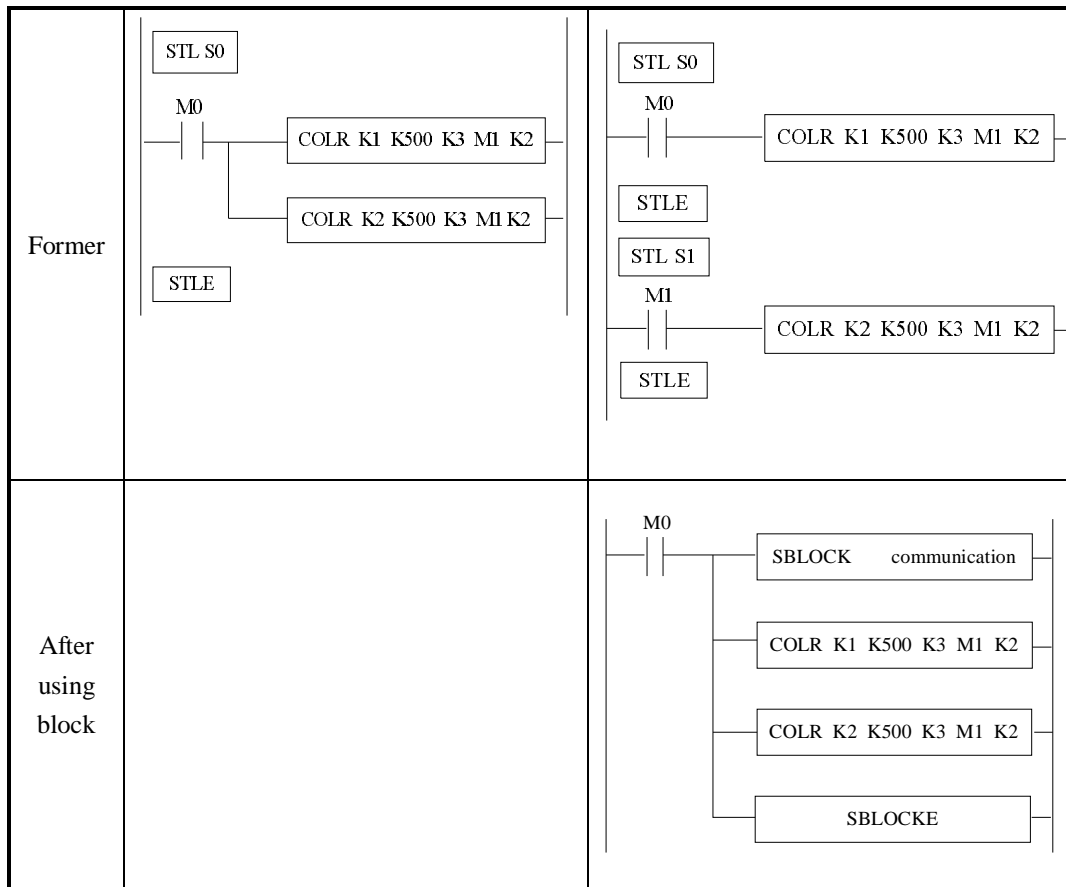 Former
STL S0
M0
COLR K1 K500 K3 M1 K2
COLR K2 K500 K3 M1 K2
STLE
STL S0
M0
COLR K1 K500 K3 M1 K2
STLE
STL S1
M1
COLR K2 K500 K3 M1 K2
STLE
After
using
block
M0
SBLOCK communication
COLR K1 K500 K3 M1 K2
COLR K2 K500 K3 M1 K2
SBLOCKE